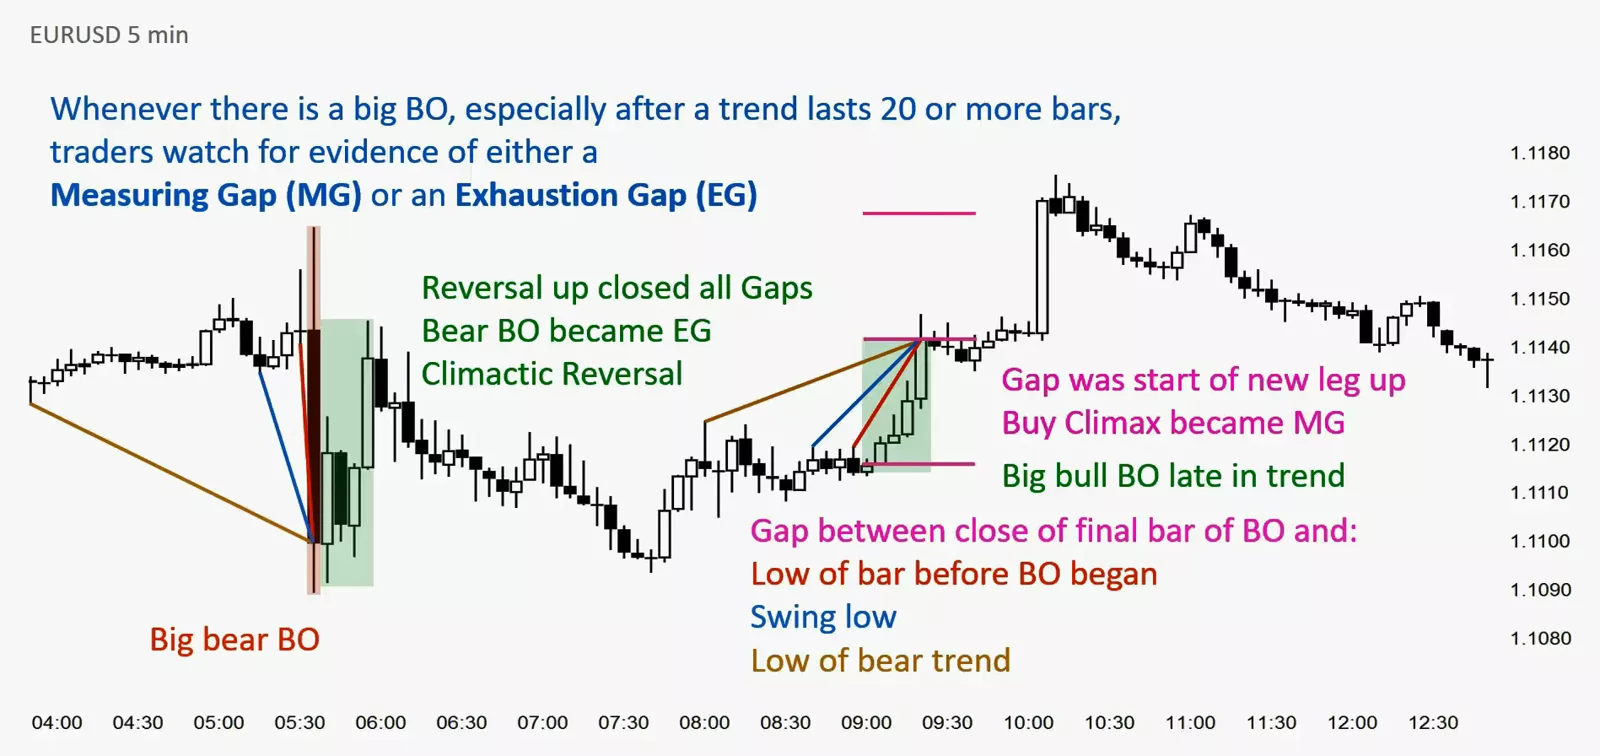 EURUSD 5 min
Whenever there is a big BO, especially after a trend lasts 20 or more bars,
traders watch for evidence of either a
Measuring Gap (MG) or an Exhaustion Gap (EG)
Reversal up closed all Gaps
Bear BO became EG
Climactic Reversal
Big bear BO
Gap was start of new leg up
Buy Climax became MG
Big bull BO late in trend
Gap between close of final bar of BO and:
Low of bar before BO began
Swing low
Low of bear trend
1.1180
1.1170
1.1160
1.1150
1.1140
1.1130
1.1120
1.1110
1.1100
1.1090
1.1080
04:00 04:30 05:00 05:30 06:00 06:30 07:00 07:30 08:00 08:30 09:00 09:30 10:00 10:30 11:00 11:30 12:00 12:30